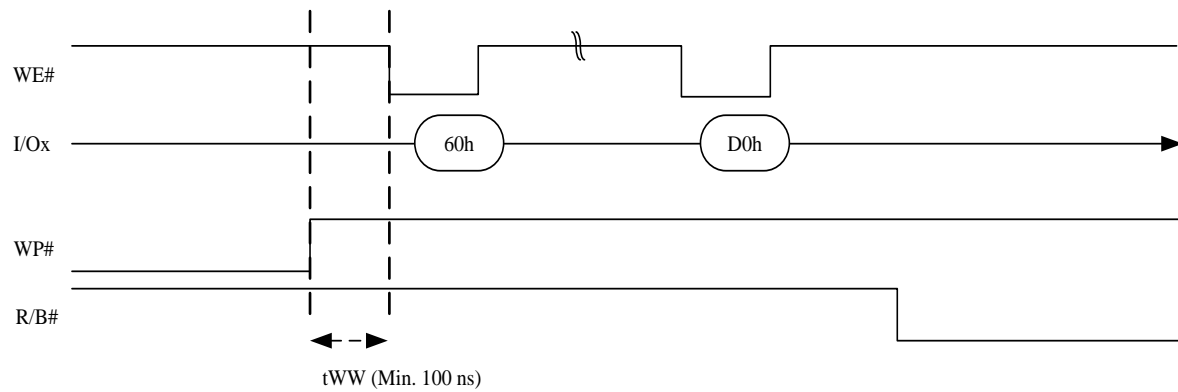 WE#
I/Ox
60h
D0h
WP#
R/B#
tWW (Min. 100 ns)